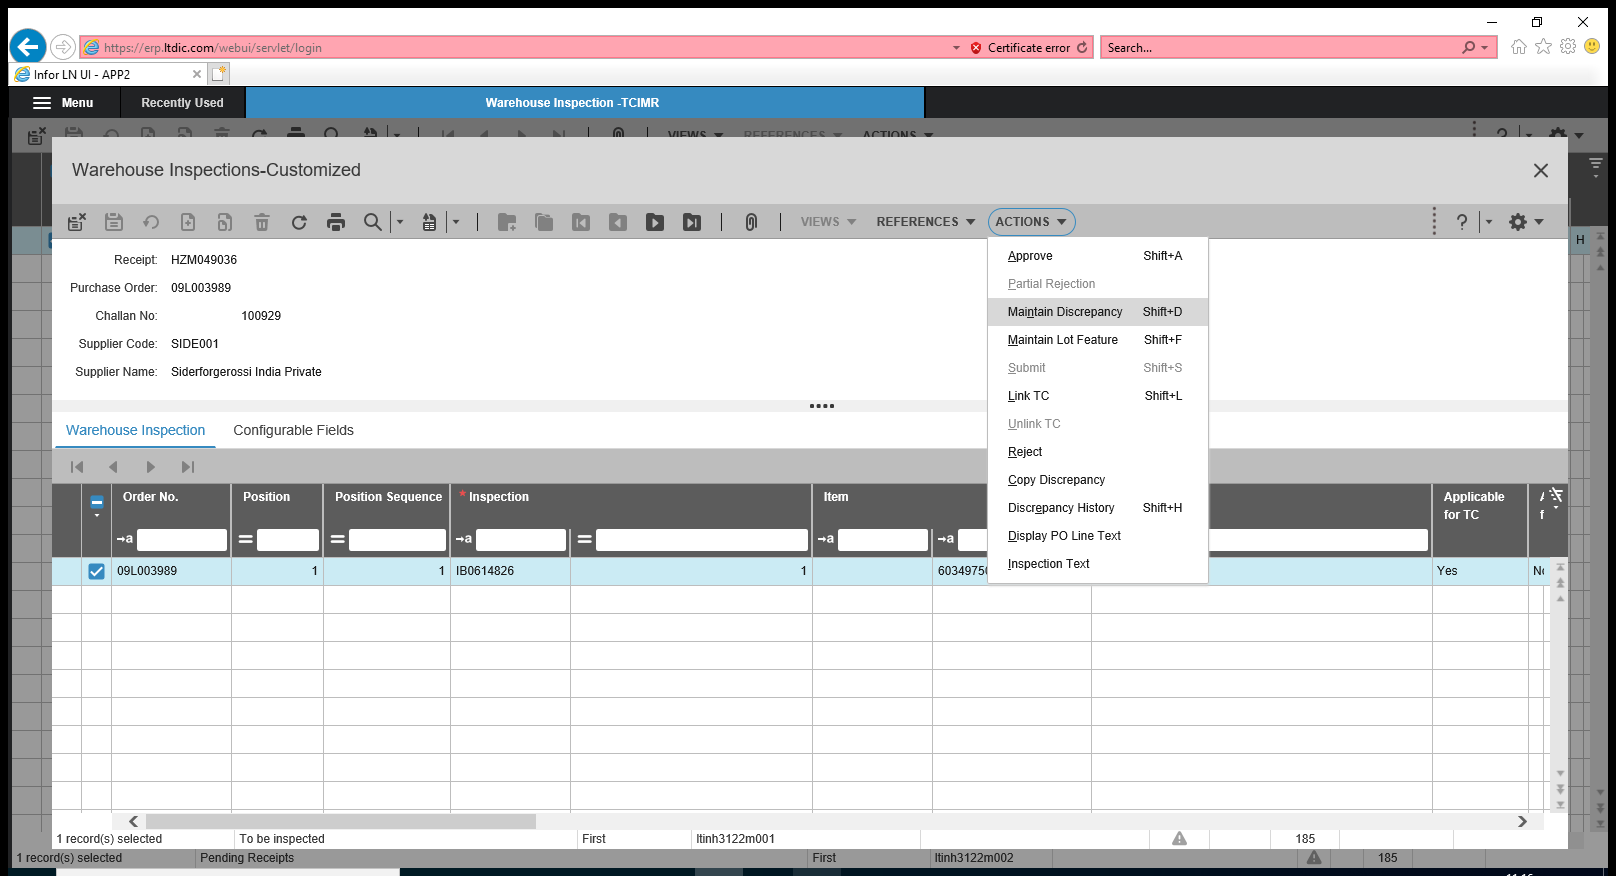 https://erp.ltdic.com/webui/servlet/login
Certificate error
Search...
Infor LN UI - APP2
Menu
Recently Used
Warehouse Inspection -TCIMR
VIEWS
REFERENCES
ACTIONS
Warehouse Inspections-Customized
VIEWS
REFERENCES
ACTIONS
Receipt: HZM049036
Purchase Order: 09L003989
Challan No: 100929
Supplier Code: SIDE001
Supplier Name: Siderforgerossi India Private
Approve Shift+A
Partial Rejection
Maintain Discrepancy Shift+D
Maintain Lot Feature Shift+F
Submit Shift+S
Link TC Shift+L
Unlink TC
Reject
Copy Discrepancy
Discrepancy History Shift+H
Display PO Line Text
Inspection Text
H
Warehouse Inspection
Configurable Fields
Order No.
Position
Position Sequence
* Inspection
Item
Applicable
for TC
09L003989 1 1 IB0614826 1 6034975 Yes
1 record(s) selected To be inspected First ltinh3122m001 185
1 record(s) selected Pending Receipts First ltinh3122m002 185